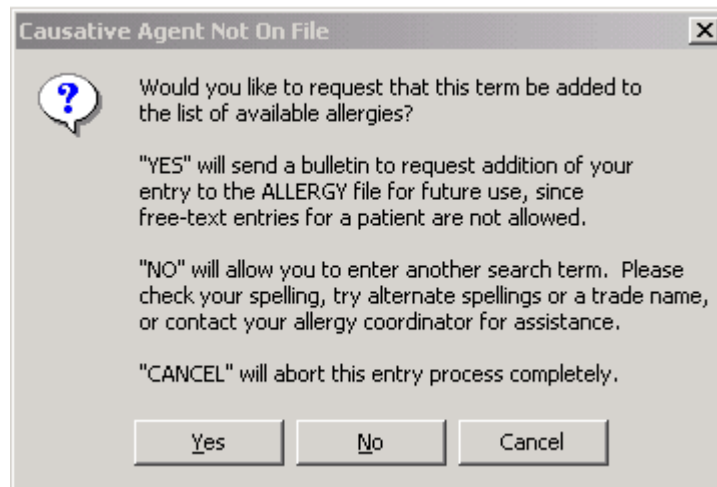 Causative Agent Not On File
Would you like to request that this term be added to
the list of available allergies?
"YES" will send a bulletin to request addition of your
entry to the ALLERGY file for future use, since
free-text entries for a patient are not allowed.
"NO" will allow you to enter another search term.  Please
check your spelling, try alternate spellings or a trade name,
or contact your allergy coordinator for assistance.
"CANCEL" will abort this entry process completely.
Yes No Cancel